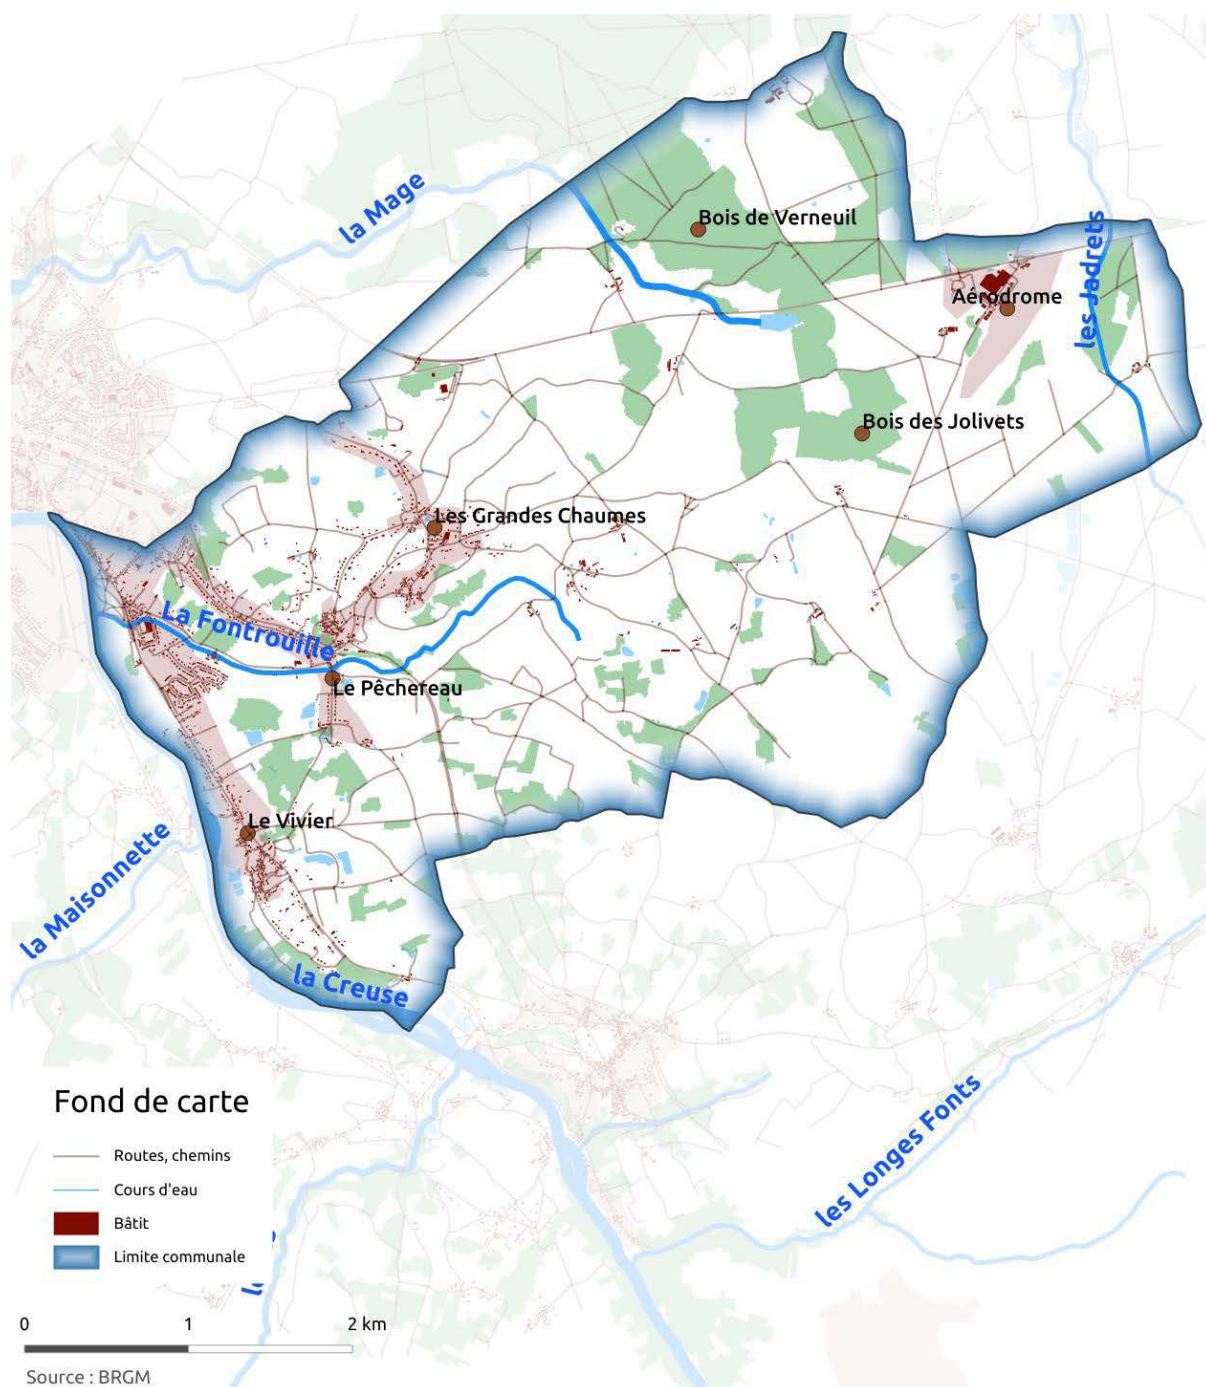 la Mage
Bois de Verneuil
les Jadrets
Aérodrome
Bois des Jolivets
Les Grandes Chaumes
La Fontrouille
Le Pêchereau
Le Vivier
la Maisonnette
la Creuse
les Longes Fonts
Fond de carte
Routes, chemins
Cours d'eau
Bâtit
Limite communale
0 1 2 km
Source : BRGM